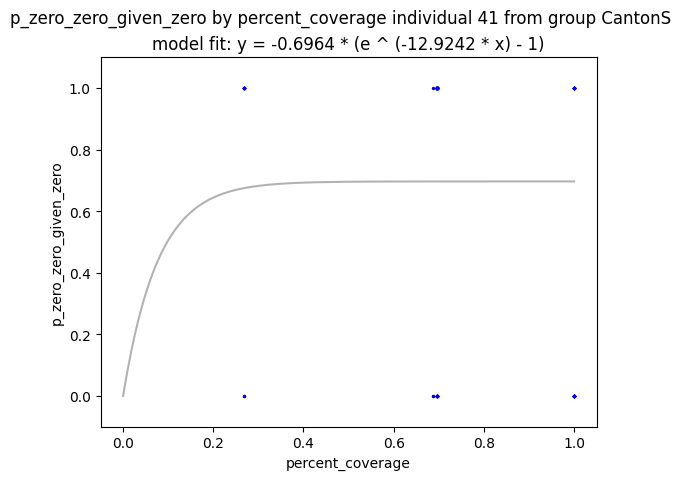 p_zero_zero_given_zero by percent_coverage individual 41 from group CantonS
model fit: y = -0.6964 * (e ^ (-12.9242 * x) - 1)
1.0
0.8
0.6
0.4
0.2
0.0
p_zero_zero_given_zero
0.0 0.2 0.4 0.6 0.8 1.0
percent_coverage